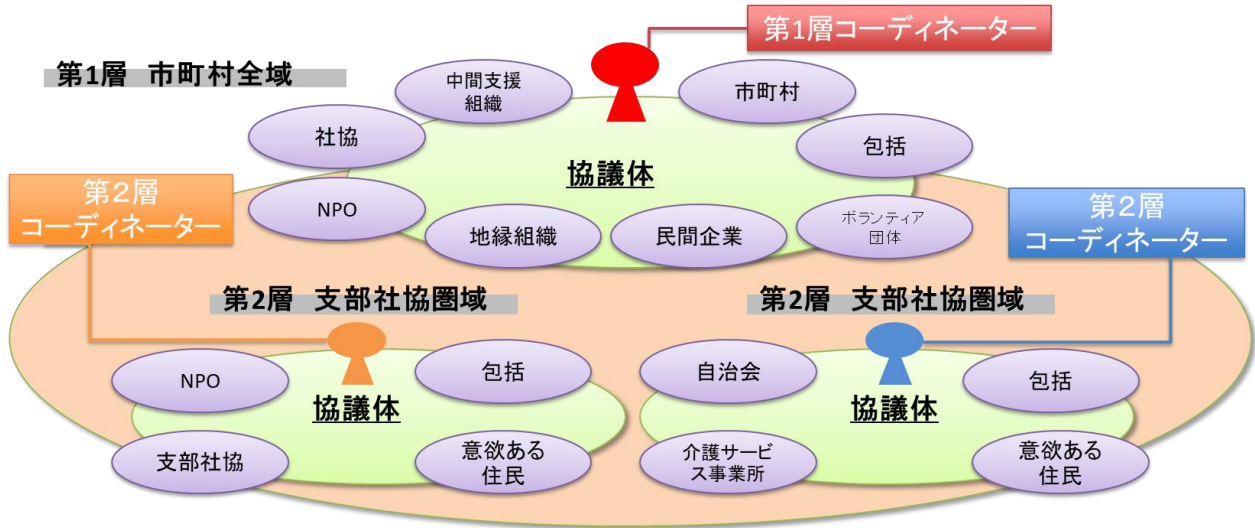 第1層コーディネーター
第1層 市町村全域
中間支援
組織
市町村
社協
包括
協議体
第２層
コーディネーター
NPO
地縁組織
民間企業
ボランティア
団体
第２層
コーディネーター
第2層 支部社協圏域
第2層 支部社協圏域
NPO
包括
協議体
支部社協
意欲ある
住民
自治会
包括
協議体
介護サービ
ス事業所
意欲ある
住民